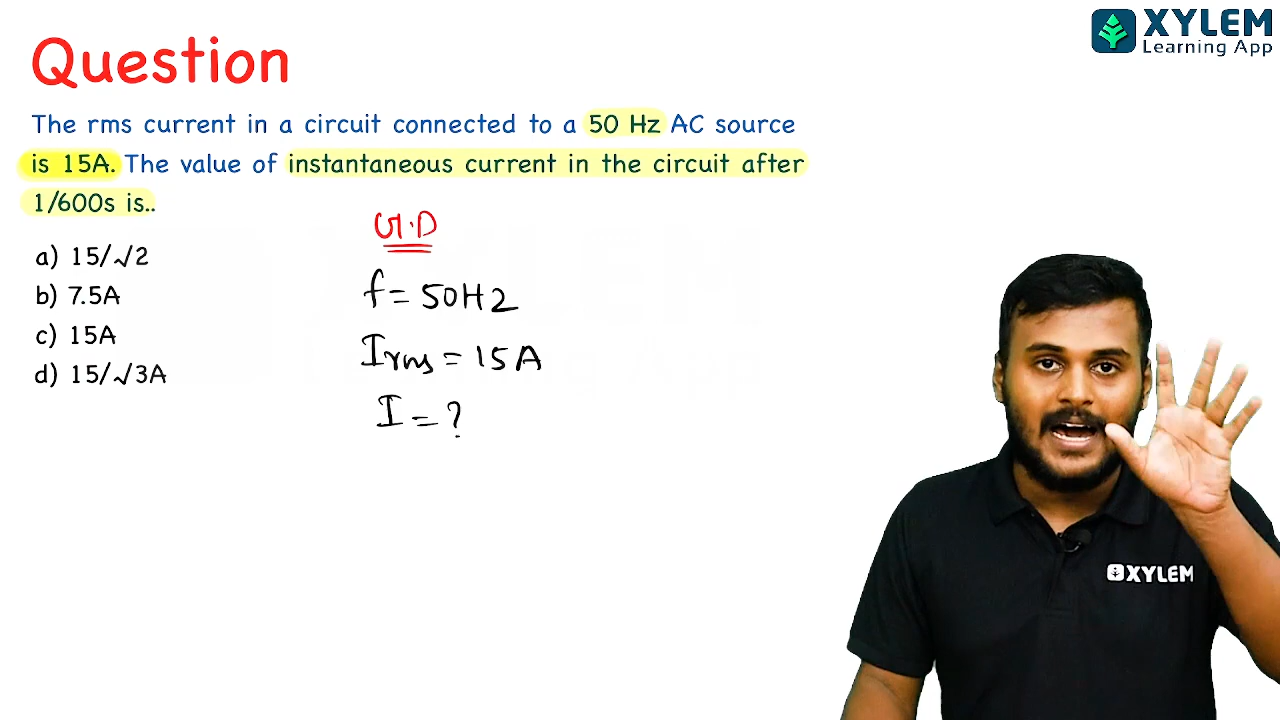 XYLEM
Learning App
Question
The rms current in a circuit connected to a 50 Hz AC source
is 15A. The value of instantaneous current in the circuit after
1/600s is..
a) 15/√2
b) 7.5A
c) 15A
d) 15/√3A
G.D
f = 50Hz
Irms = 15A
I = ?
XYLEM